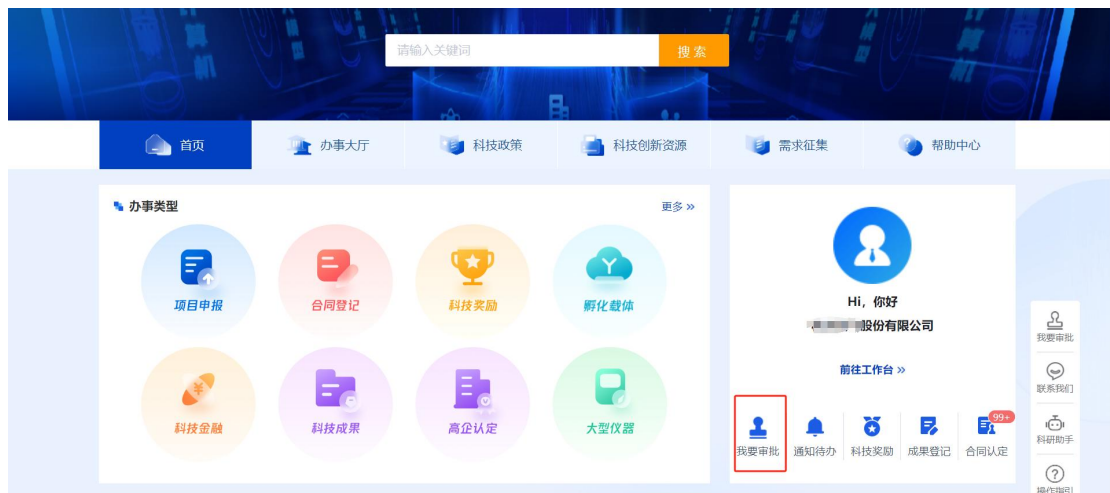 请输入关键词
搜索
首页
办事大厅
科技政策
科技创新资源
需求征集
帮助中心
办事类型
更多 »
项目申报
合同登记
科技奖励
孵化载体
科技金融
科技成果
高企认定
大型仪器
Hi，你好
股份有限公司
前往工作台 »
99+
我要审批
通知待办
科技奖励
成果登记
合同认定
我要审批
联系我们
科研助手
操作指引